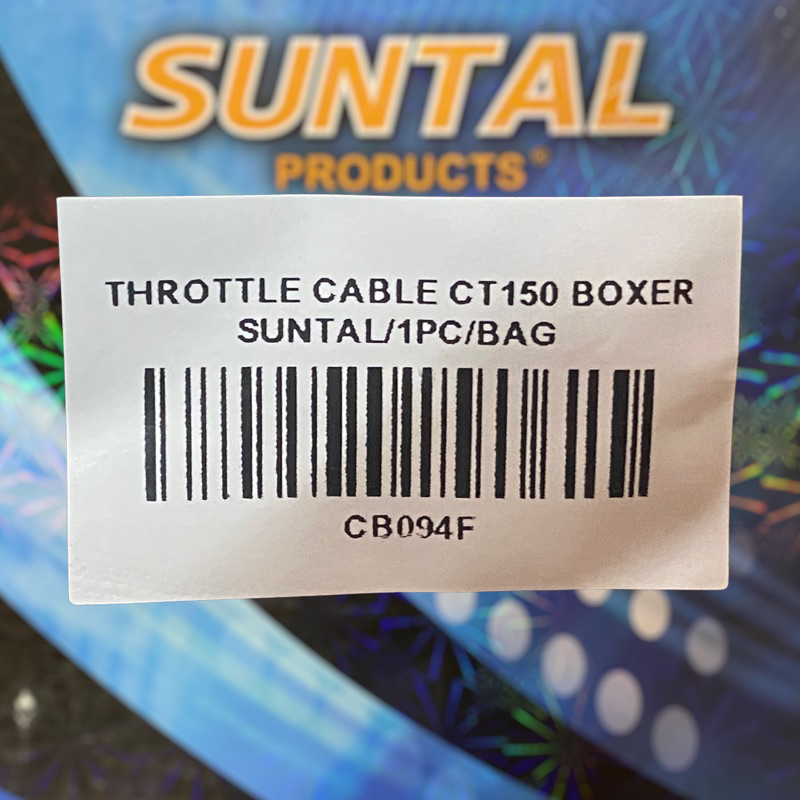 SUNTAL
PRODUCTS®
THROTTLE CABLE CT150 BOXER
SUNTAL/1PC/BAG
CB094F